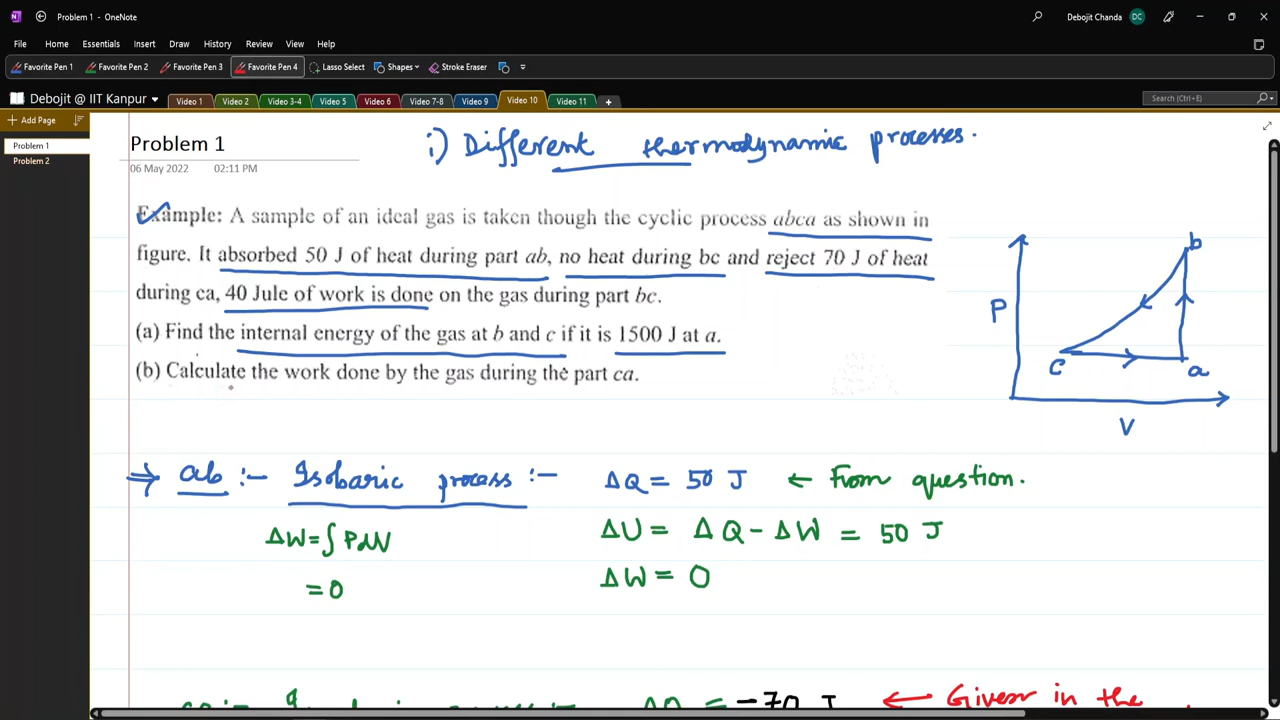 Problem 1 - OneNote
Debojit Chanda DC
File Home Essentials Insert Draw History Review View Help
Favorite Pen 1 Favorite Pen 2 Favorite Pen 3 Favorite Pen 4 Lasso Select Shapes Stroke Eraser
Debojit @ IIT Kanpur Video 1 Video 2 Video 3-4 Video 5 Video 6 Video 7-8 Video 9 Video 10 Video 11 + Search (Ctrl+E)
+ Add Page
Problem 1
Problem 2
Problem 1
i) Different thermodynamic processes.
06 May 2022 02:11 PM
Example: A sample of an ideal gas is taken though the cyclic process abca as shown in
figure. It absorbed 50 J of heat during part ab, no heat during bc and reject 70 J of heat
during ca, 40 Jule of work is done on the gas during part bc.
(a) Find the internal energy of the gas at b and c if it is 1500 J at a.
(b) Calculate the work done by the gas during the part ca.
b
P
c
a
V
⇒ ab :- Isobaric process :- ΔQ = 50 J ← From question.
ΔW = ∫ PdV
ΔU = ΔQ - ΔW = 50 J
= 0
ΔW = 0
= -70 J ← Given in the